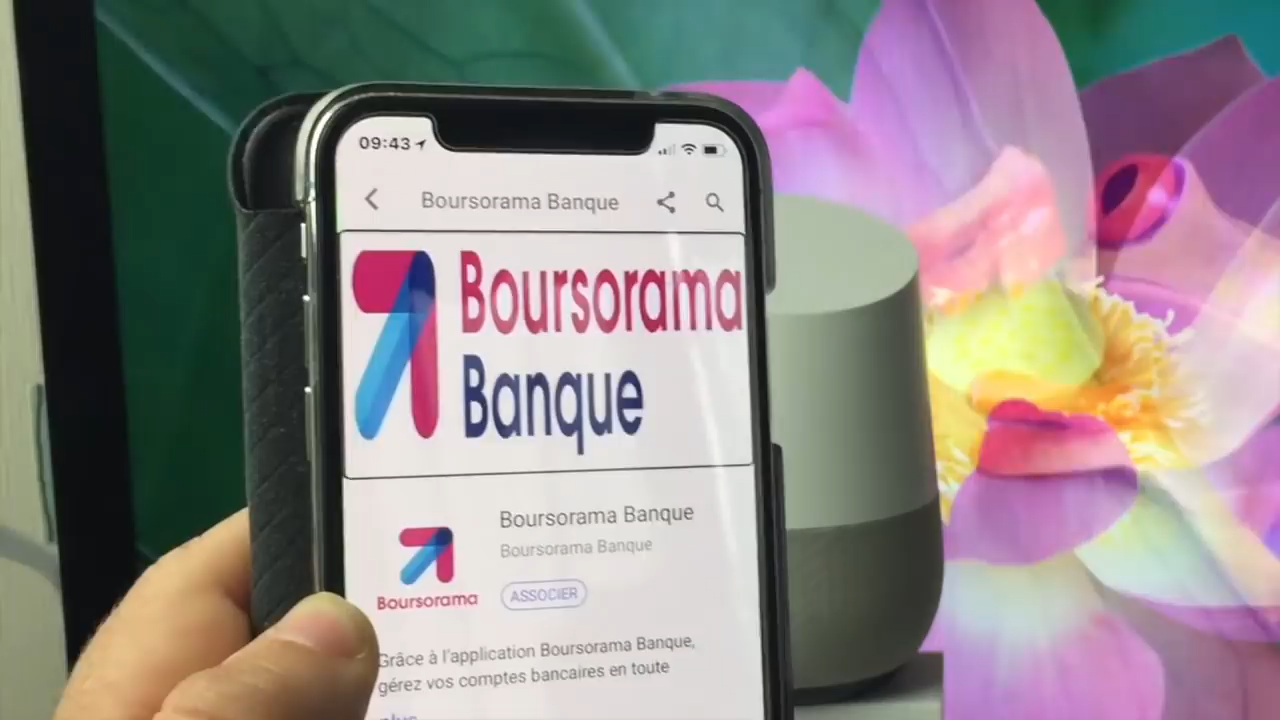 09:43
Boursorama Banque
Boursorama
Banque
Boursorama Banque
Boursorama Banque
ASSOCIER
Boursorama
Grâce à l'application Boursorama Banque,
gérez vos comptes bancaires en toute
plus